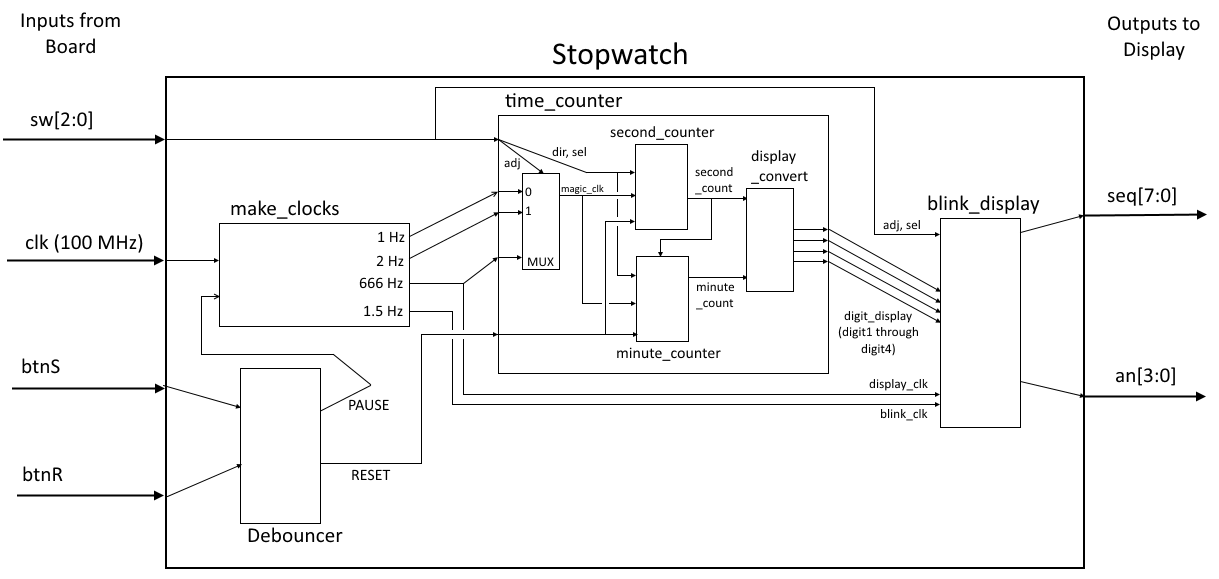 Inputs from
Board
Outputs to
Display
Stopwatch
sw[2:0]
time_counter
second_counter
dir, sel
adj
display
_convert
second
_count
magic_clk
0
1
MUX
make_clocks
clk (100 MHz)
1 Hz
2 Hz
666 Hz
1.5 Hz
blink_display
seq[7:0]
adj, sel
minute
_count
minute_counter
digit_display
(digit1 through
digit4)
btnS
PAUSE
display_clk
blink_clk
an[3:0]
btnR
RESET
Debouncer